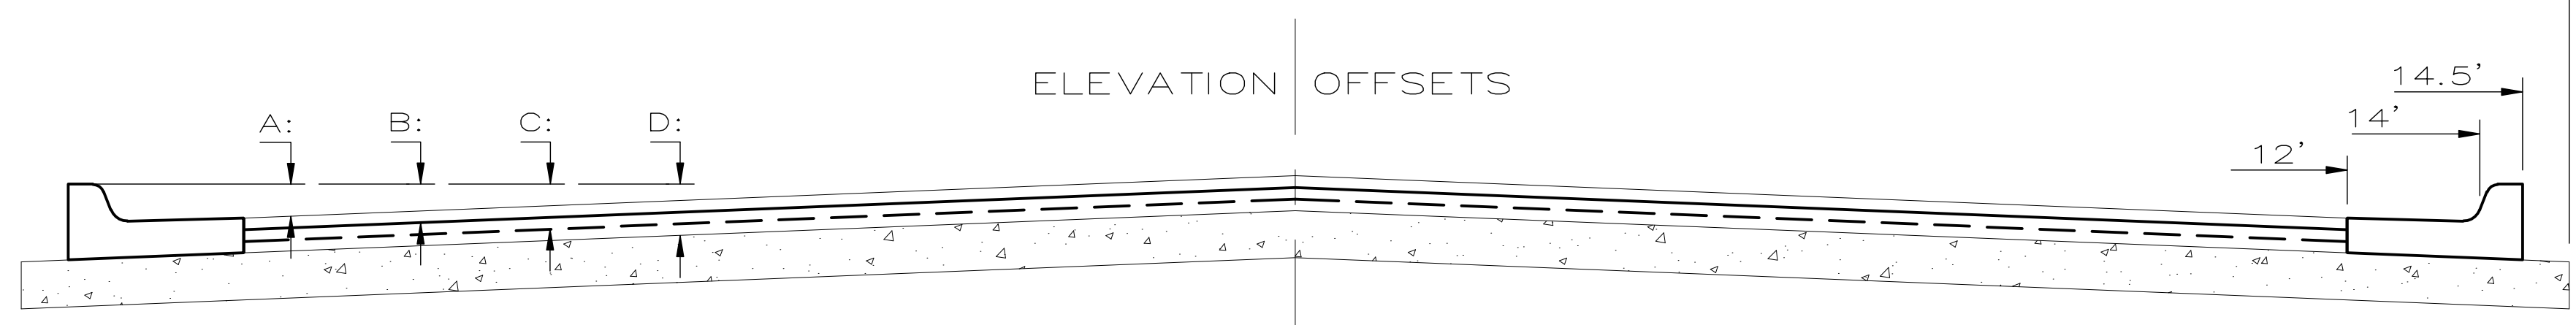 ELEVATION OFFSETS
14.5’
14’
12’
A: B: C: D: